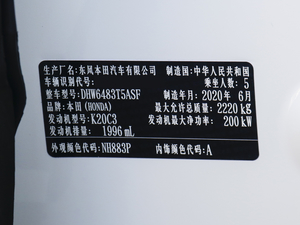 生产厂名:东风本田汽车有限公司 制造国:中华人民共和国
车辆识别代号: 乘坐人数: 5
整车型号:DHW6483T5ASF 制造年月: 2020 年 6月
品牌:本田 (HONDA) 最大允许总质量: 2220 kg
发动机型号:K20C3 发动机最大净功率: 200 kW
发动机排量: 1996 mL
外观颜色代码:NH883P 内饰颜色代码:A